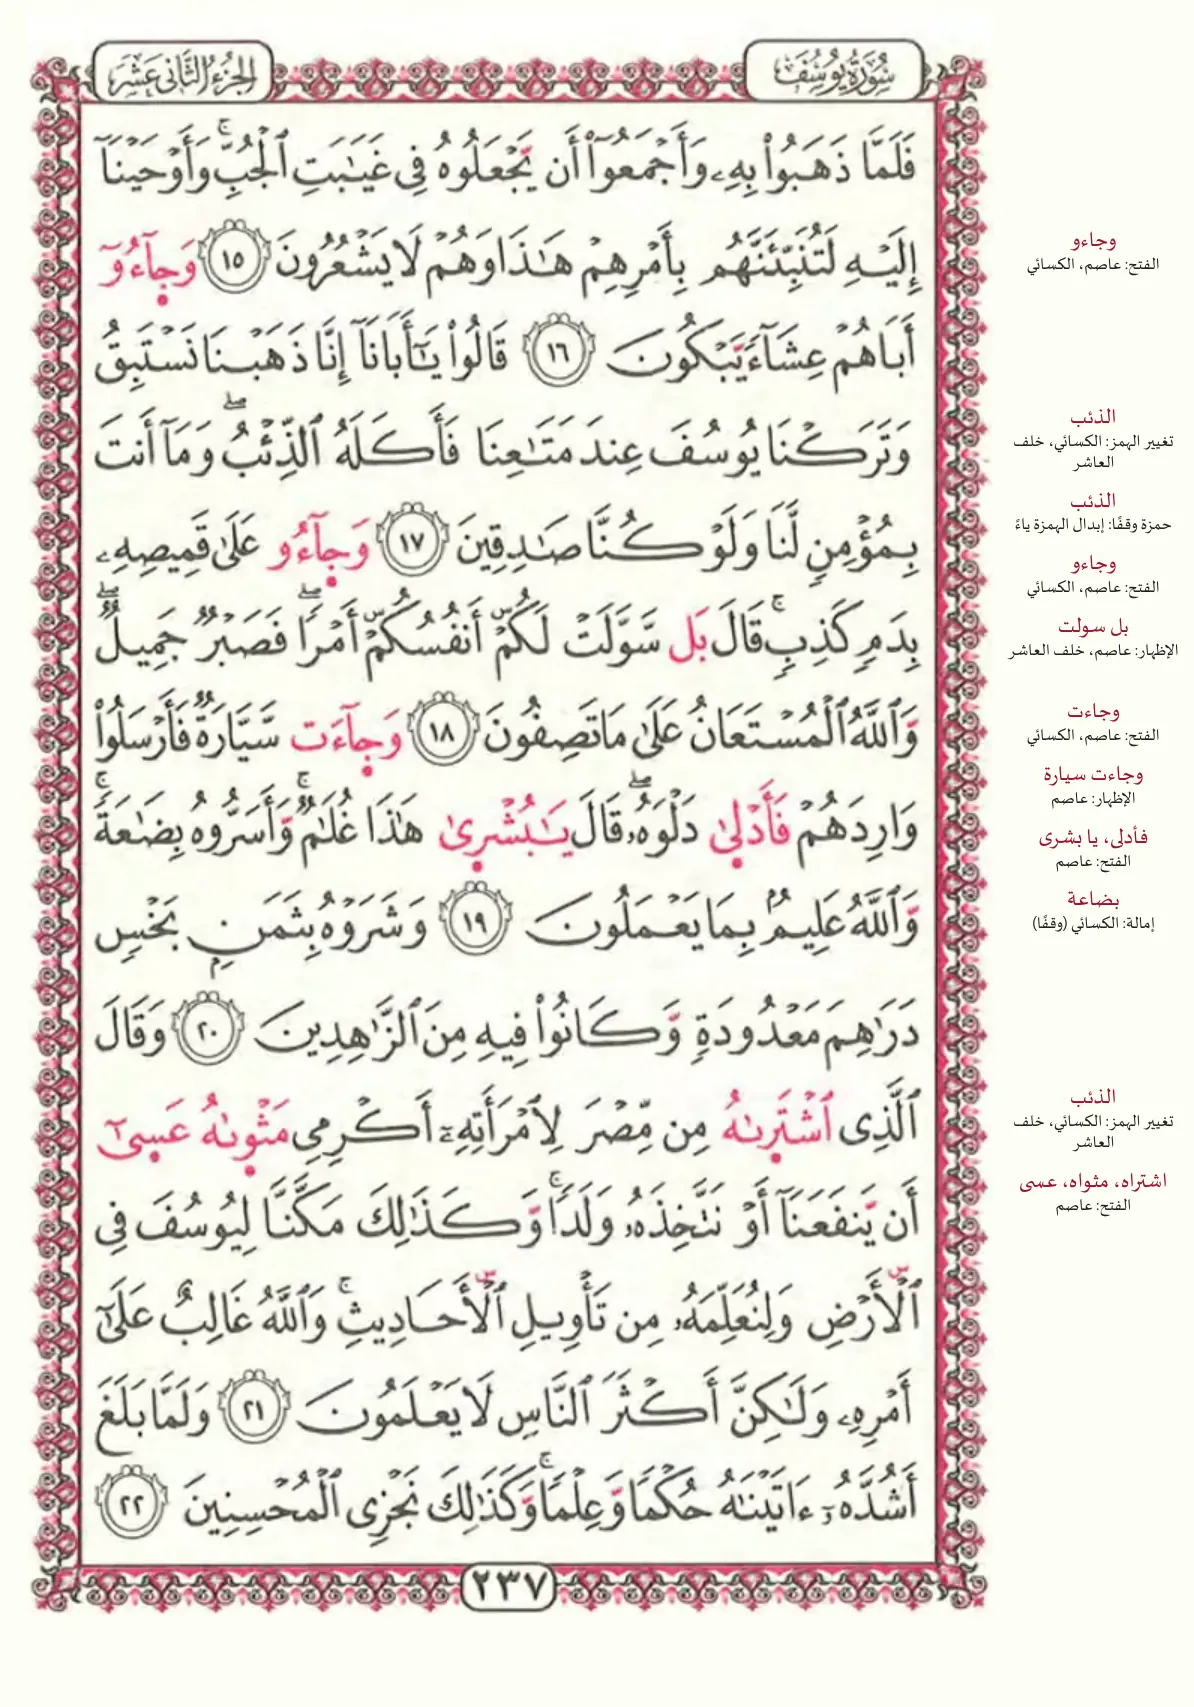 سُورَةُ يُوسُفَ
الجُزْءُ الثَّانِي عَشَرَ
فَلَمَّا ذَهَبُواْ بِهِۦ وَأَجۡمَعُوٓاْ أَن يَّجۡعَلُوهُ فِي غَيَٰبَتِ ٱلۡجُبِّۚ وَأَوۡحَيۡنَآ
إِلَيۡهِ لَتُنَبِّئَنَّهُم بِأَمۡرِهِمۡ هَٰذَا وَهُمۡ لَا يَشۡعُرُونَ ١٥ وَجَآءُوٓ
أَبَاهُمۡ عِشَآءٗ يَّبۡكُونَ ١٦ قَالُواْ يَٰٓأَبَانَآ إِنَّا ذَهَبۡنَا نَسۡتَبِقُ
وَتَرَكۡنَا يُوسُفَ عِندَ مَتَٰعِنَا فَأَكَلَهُ ٱلذِّئۡبُۖ وَمَآ أَنتَ
بِمُؤۡمِنٖ لَّنَا وَلَوۡ كُنَّا صَٰدِقِينَ ١٧ وَجَآءُو عَلَىٰ قَمِيصِهِۦ
بِدَمٖ كَذِبٖۚ قَالَ بَل سَّوَّلَتۡ لَكُمۡ أَنفُسُكُمۡ أَمۡرٗاۖ فَصَبۡرٞ جَمِيلٞۖ
وَّٱللَّهُ ٱلۡمُسۡتَعَانُ عَلَىٰ مَا تَصِفُونَ ١٨ وَجَآءَت سَّيَّارَةٞ فَأَرۡسَلُواْ
وَارِدَهُمۡ فَأَدۡلَىٰ دَلۡوَهُۥۖ قَالَ يَٰبُشۡرَىٰ هَٰذَا غُلَٰمٞۚ وَّأَسَرُّوهُ بِضَٰعَةٗۚ
وَّٱللَّهُ عَلِيمُۢ بِمَا يَعۡمَلُونَ ١٩ وَشَرَوۡهُ بِثَمَنِۭ بَخۡسٖ
دَرَٰهِمَ مَعۡدُودَةٖ وَّكَانُواْ فِيهِ مِنَ ٱلزَّٰهِدِينَ ٢٠ وَقَالَ
ٱلَّذِي ٱشۡتَرَىٰهُ مِن مِّصۡرَ لِٱمۡرَأَتِهِۦٓ أَكۡرِمِي مَثۡوَىٰهُ عَسَىٰٓ
أَن يَّنفَعَنَآ أَوۡ نَتَّخِذَهُۥ وَلَدٗاۚ وَّكَذَٰلِكَ مَكَّنَّا لِيُوسُفَ فِي
ٱلۡأَرۡضِ وَلِنُعَلِّمَهُۥ مِن تَأۡوِيلِ ٱلۡأَحَادِيثِۚ وَٱللَّهُ غَالِبٌ عَلَىٰٓ
أَمۡرِهِۦ وَلَٰكِنَّ أَكۡثَرَ ٱلنَّاسِ لَا يَعۡلَمُونَ ٢١ وَلَمَّا بَلَغَ
أَشُدَّهُۥٓ ءَاتَيۡنَٰهُ حُكۡمٗا وَّعِلۡمٗاۚ وَّكَذَٰلِكَ نَجۡزِي ٱلۡمُحۡسِنِينَ ٢٢
٢٣٧
وجاءو
الفتح: عاصم، الكسائي
الذئب
تغيير الهمز: الكسائي، خلف
العاشر
الذئب
حمزة وقفًا: إبدال الهمزة ياءً
وجاءو
الفتح: عاصم، الكسائي
بل سولت
الإظهار: عاصم، خلف العاشر
وجاءت
الفتح: عاصم، الكسائي
وجاءت سيارة
الإظهار: عاصم
فأدلى، يا بشرى
الفتح: عاصم
بضاعة
إمالة: الكسائي (وقفًا)
الذئب
تغيير الهمز: الكسائي، خلف
العاشر
اشتراه، مثواه، عسى
الفتح: عاصم